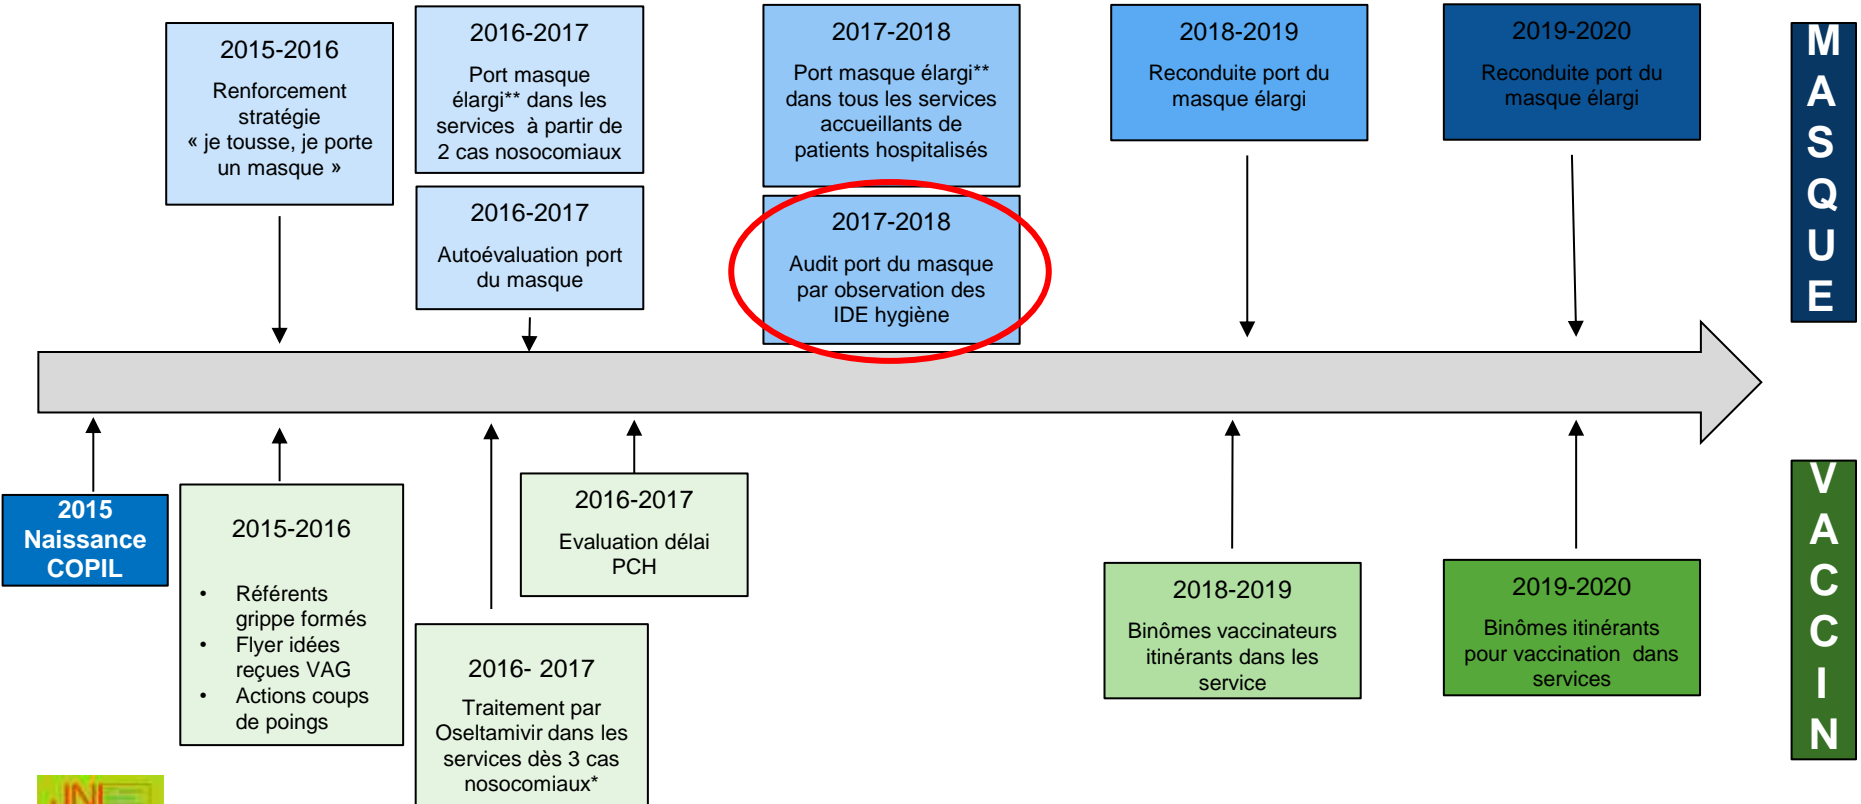 2015-2016
Renforcement
stratégie
« je tousse, je porte
un masque »
2016-2017
Port masque
élargi** dans les
services à partir de
2 cas nosocomiaux
2016-2017
Autoévaluation port
du masque
2017-2018
Port masque élargi**
dans tous les services
accueillants de
patients hospitalisés
2017-2018
Audit port du masque
par observation des
IDE hygiène
2018-2019
Reconduite port du
masque élargi
2019-2020
Reconduite port du
masque élargi
M
A
S
Q
U
E
2015
Naissance
COPIL
2015-2016
• Référents
grippe formés
• Flyer idées
reçues VAG
• Actions coups
de poings
2016- 2017
Traitement par
Oseltamivir dans les
services dès 3 cas
nosocomiaux*
2016-2017
Evaluation délai
PCH
2018-2019
Binômes vaccinateurs
itinérants dans les
service
2019-2020
Binômes itinérants
pour vaccination dans
services
V
A
C
C
I
N